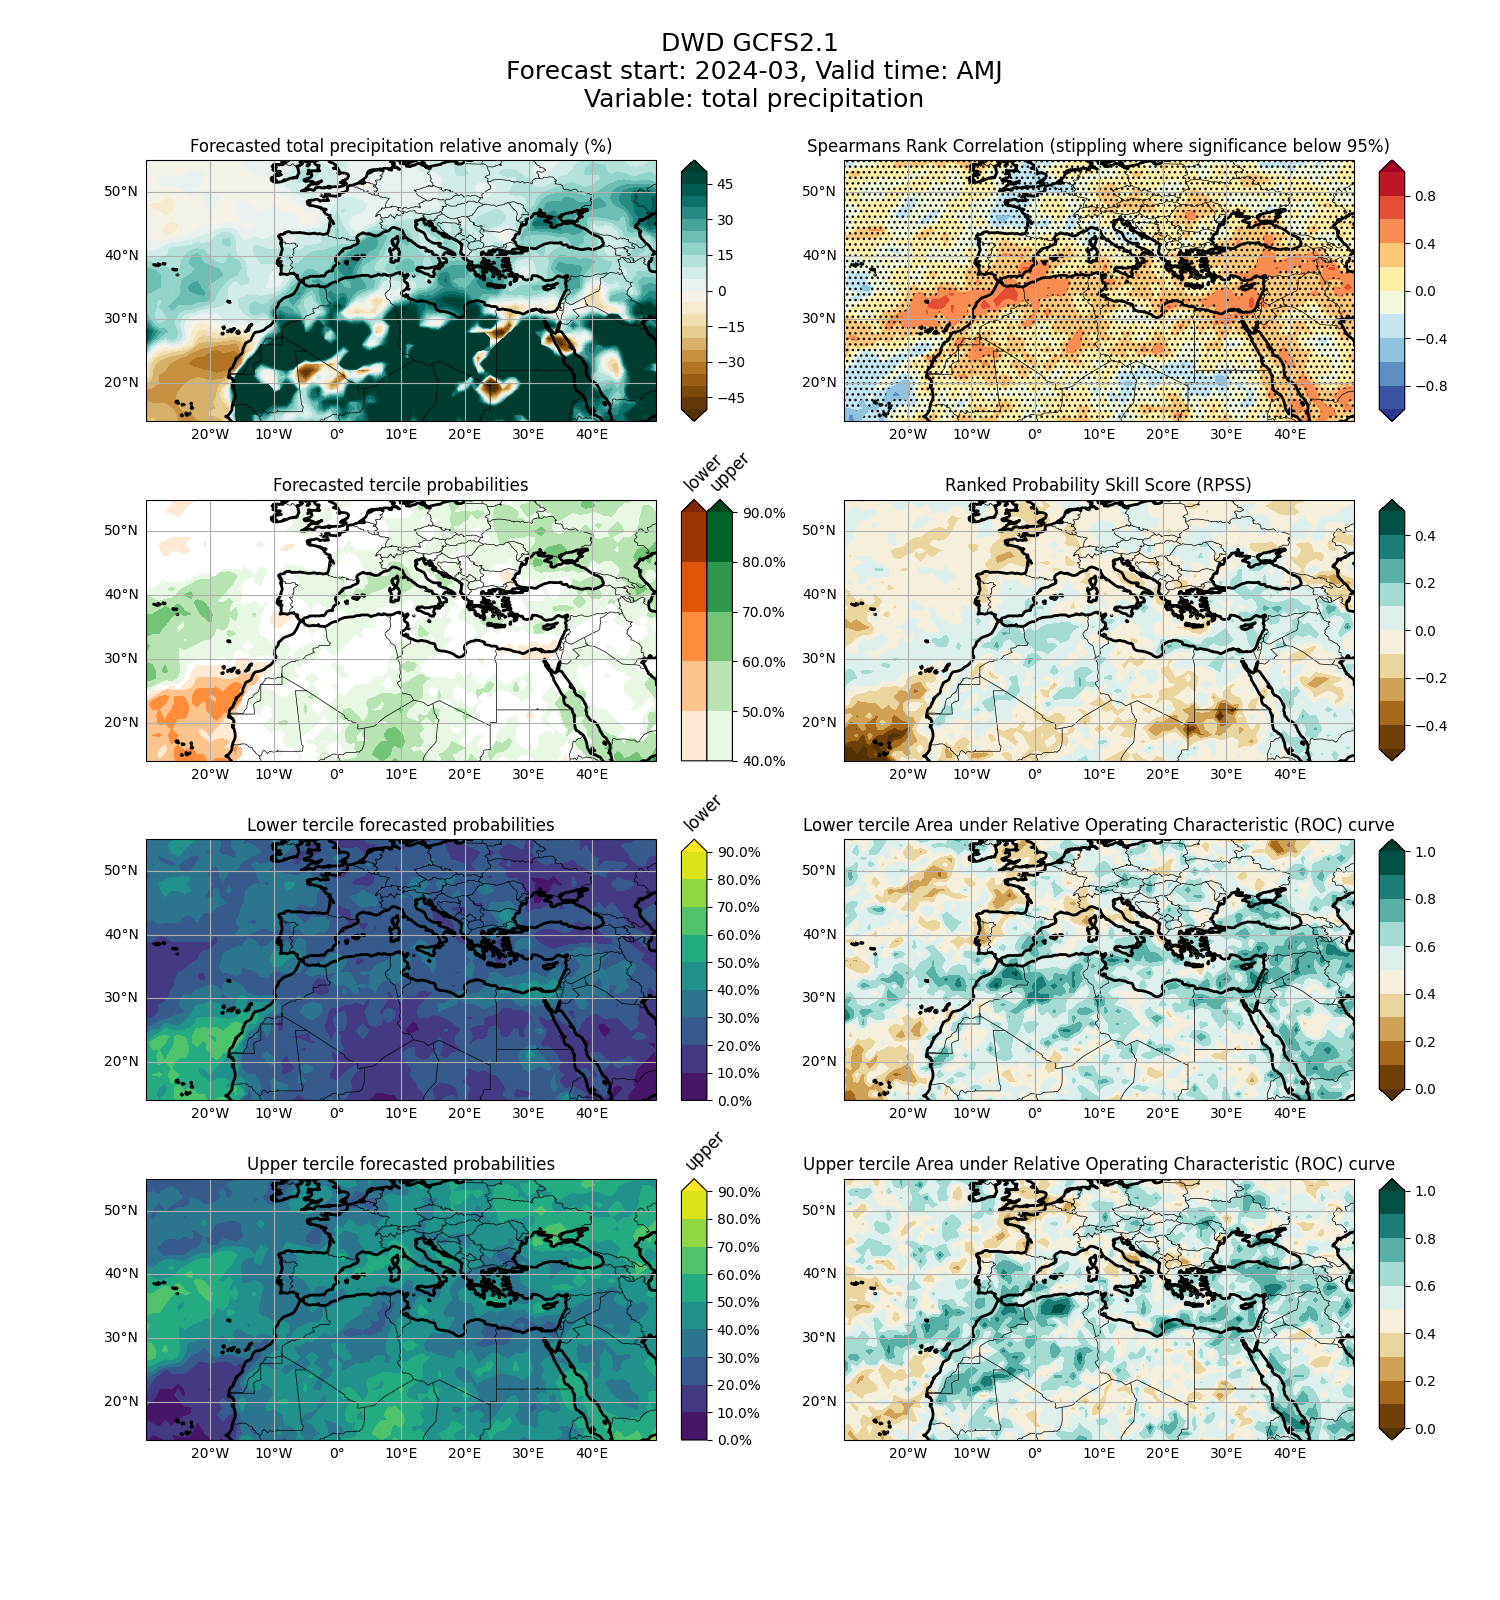 DWD GCFS2.1
Forecast start: 2024-03, Valid time: AMJ
Variable: total precipitation
Forecasted total precipitation relative anomaly (%)
50°N
40°N
30°N
20°N
20°W 10°W 0° 10°E 20°E 30°E 40°E
45
30
15
0
−15
−30
−45
Spearmans Rank Correlation (stippling where significance below 95%)
50°N
40°N
30°N
20°N
20°W 10°W 0° 10°E 20°E 30°E 40°E
0.8
0.4
0.0
−0.4
−0.8
Forecasted tercile probabilities
50°N
40°N
30°N
20°N
20°W 10°W 0° 10°E 20°E 30°E 40°E
lower
upper
90.0%
80.0%
70.0%
60.0%
50.0%
40.0%
Ranked Probability Skill Score (RPSS)
50°N
40°N
30°N
20°N
20°W 10°W 0° 10°E 20°E 30°E 40°E
0.4
0.2
0.0
−0.2
−0.4
Lower tercile forecasted probabilities
50°N
40°N
30°N
20°N
20°W 10°W 0° 10°E 20°E 30°E 40°E
lower
90.0%
80.0%
70.0%
60.0%
50.0%
40.0%
30.0%
20.0%
10.0%
0.0%
Lower tercile Area under Relative Operating Characteristic (ROC) curve
50°N
40°N
30°N
20°N
20°W 10°W 0° 10°E 20°E 30°E 40°E
1.0
0.8
0.6
0.4
0.2
0.0
Upper tercile forecasted probabilities
50°N
40°N
30°N
20°N
20°W 10°W 0° 10°E 20°E 30°E 40°E
upper
90.0%
80.0%
70.0%
60.0%
50.0%
40.0%
30.0%
20.0%
10.0%
0.0%
Upper tercile Area under Relative Operating Characteristic (ROC) curve
50°N
40°N
30°N
20°N
20°W 10°W 0° 10°E 20°E 30°E 40°E
1.0
0.8
0.6
0.4
0.2
0.0